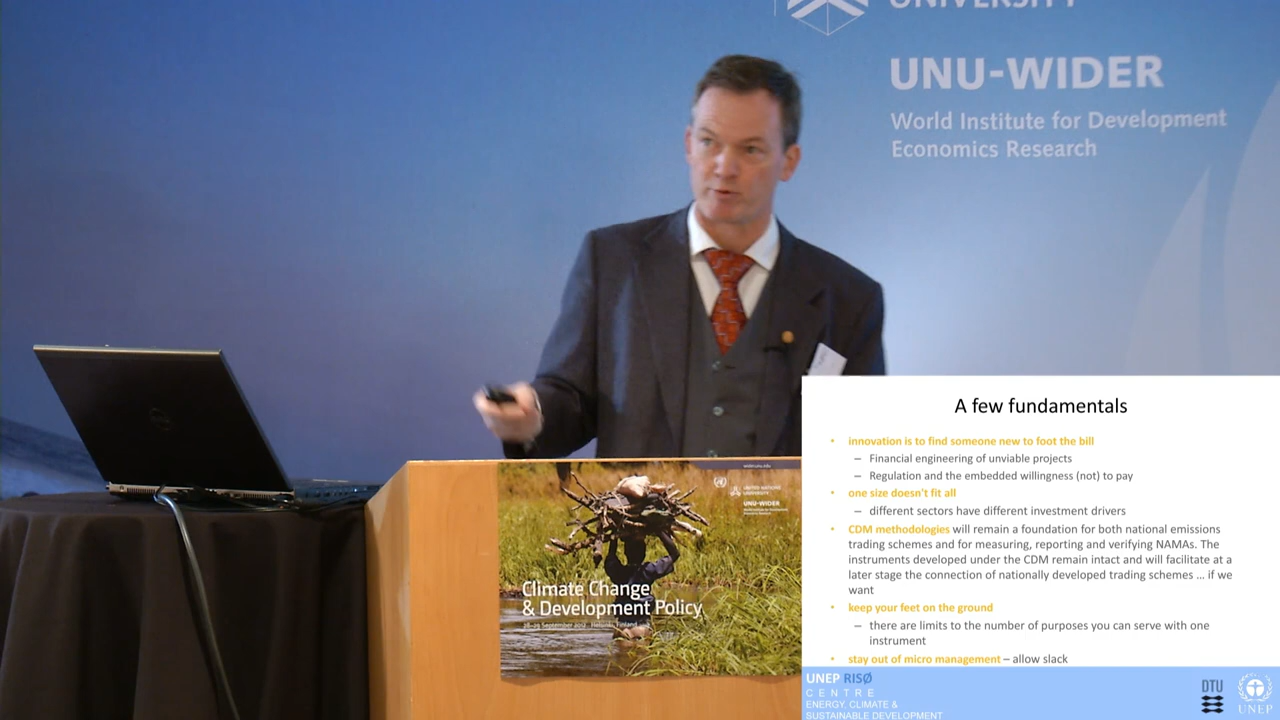 UNIVERSITY
UNU-WIDER
World Institute for Development
Economics Research
A few fundamentals
• innovation is to find someone new to foot the bill
– Financial engineering of unviable projects
– Regulation and the embedded willingness (not) to pay
• one size doesn't fit all
– different sectors have different investment drivers
• CDM methodologies will remain a foundation for both national emissions
trading schemes and for measuring, reporting and verifying NAMAs. The
instruments developed under the CDM remain intact and will facilitate at a
later stage the connection of nationally developed trading schemes … if we
want
• keep your feet on the ground
– there are limits to the number of purposes you can serve with one
instrument
• stay out of micro management – allow slack
UNEP RISØ
CENTRE
ENERGY, CLIMATE &
SUSTAINABLE DEVELOPMENT
DTU
UNEP
UNITED NATIONS
UNIVERSITY
UNU-WIDER
Climate Change
& Development Policy
28–29 September 2012, Helsinki, Finland